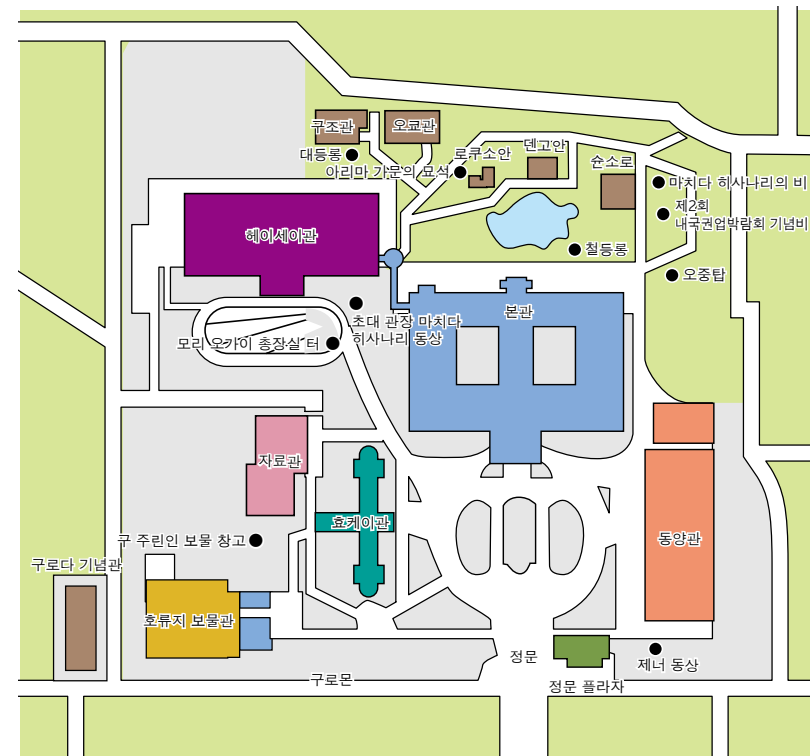 구조관
오쿄관
대등롱
아리마 가문의 묘석
로쿠소안
덴고안
슌소로
마치다 히사나리의 비
제2회
내국권업박람회 기념비
헤이세이관
철등롱
오중탑
초대 관장 마치다
히사나리 동상
본관
모리 오가이 총장실 터
자료관
효케이관
동양관
구 주린인 보물 창고
구로다 기념관
호류지 보물관
정문
제너 동상
구로몬
정문 플라자